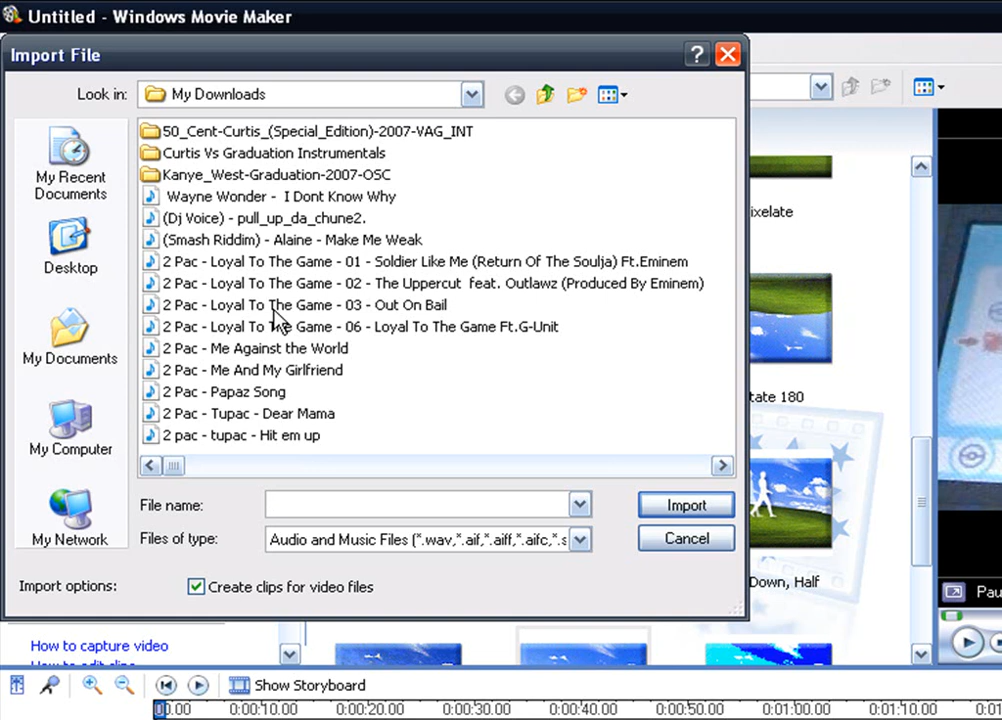 Untitled - Windows Movie Maker
Import File
Look in:
My Downloads
My Recent
Documents
Desktop
My Documents
My Computer
My Network
50_Cent-Curtis_(Special_Edition)-2007-VAG_INT
Curtis Vs Graduation Instrumentals
Kanye_West-Graduation-2007-OSC
Wayne Wonder - I Dont Know Why
(Dj Voice) - pull_up_da_chune2.
(Smash Riddim) - Alaine - Make Me Weak
2 Pac - Loyal To The Game - 01 - Soldier Like Me (Return Of The Soulja) Ft.Eminem
2 Pac - Loyal To The Game - 02 - The Uppercut feat. Outlawz (Produced By Eminem)
2 Pac - Loyal To The Game - 03 - Out On Bail
2 Pac - Loyal To The Game - 06 - Loyal To The Game Ft.G-Unit
2 Pac - Me Against the World
2 Pac - Me And My Girlfriend
2 Pac - Papaz Song
2 Pac - Tupac - Dear Mama
2 pac - tupac - Hit em up
File name:
Import
Files of type:
Audio and Music Files (*.wav,*.aif,*.aiff,*.aifc,*.s
Cancel
Import options:
Create clips for video files
ixelate
tate 180
Down, Half
Pau
How to capture video
How to edit clips
Show Storyboard
00.00 0:00:10.00 0:00:20.00 0:00:30.00 0:00:40.00 0:00:50.00 0:01:00.00 0:01:10.00 0:01